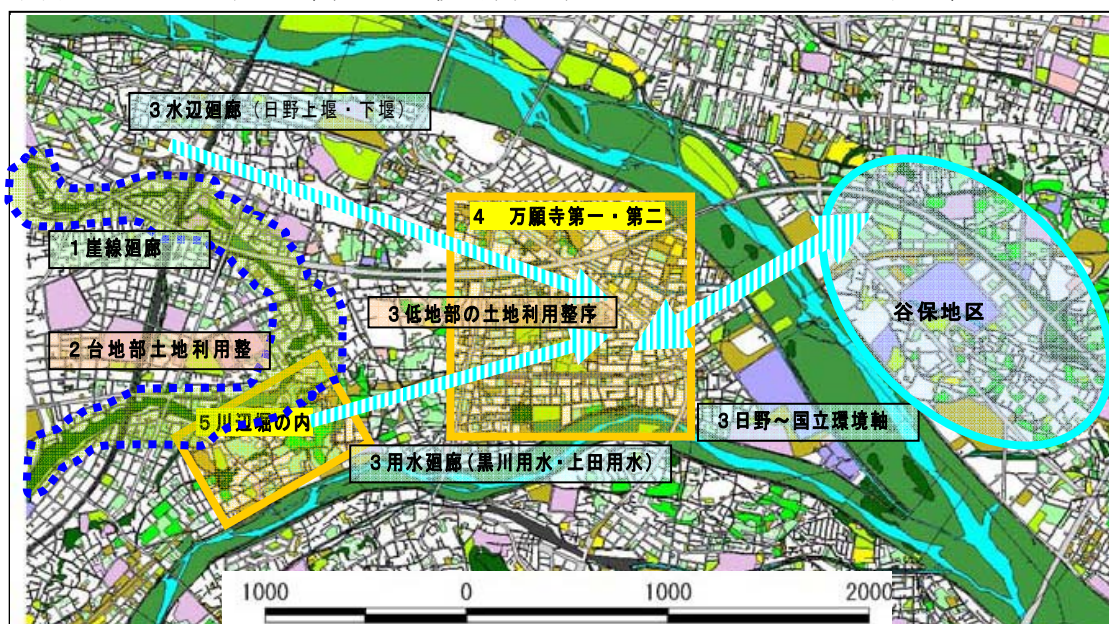 3水辺廻廊(日野上堰・下堰)
4 万願寺第一・第二
1崖線廻廊
谷保地区
3低地部の土地利用整序
2台地部土地利用整
5川辺堀の内
3日野~国立環境軸
3用水廻廊(黒川用水・上田用水)
1000 0 1000 2000